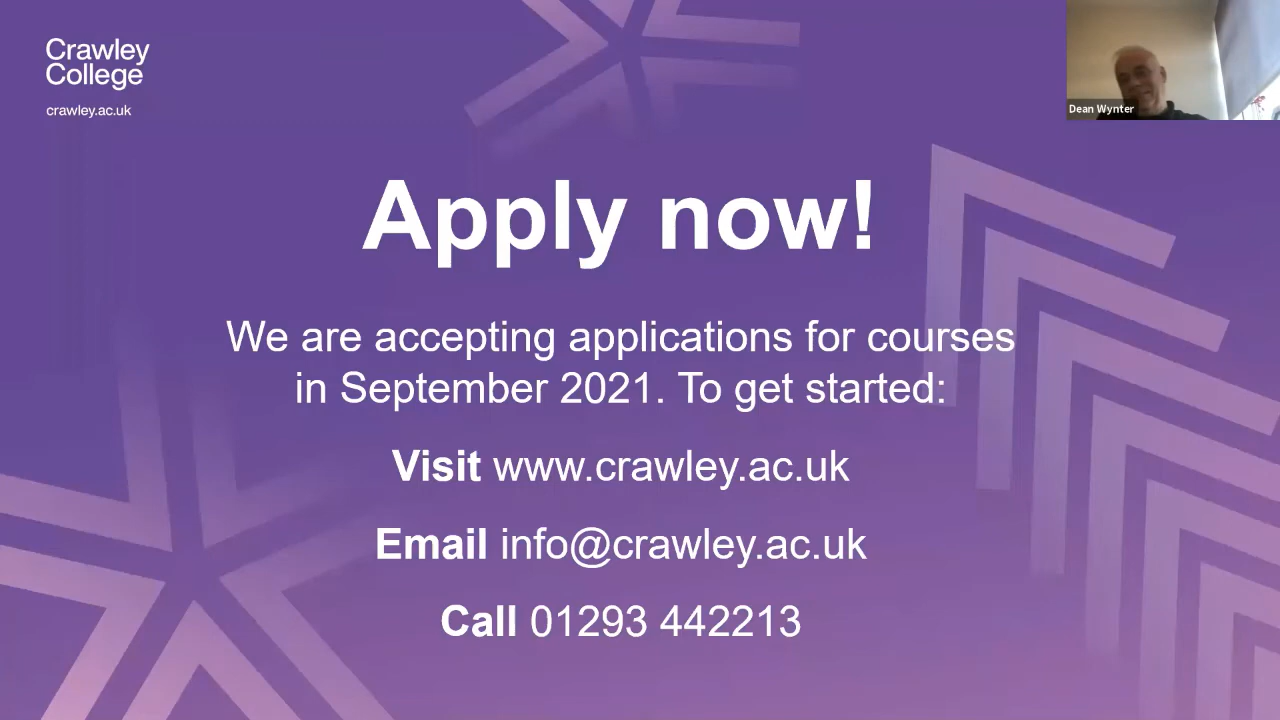 Crawley
College
crawley.ac.uk
Dean Wynter
Apply now!
We are accepting applications for courses
in September 2021. To get started:
Visit www.crawley.ac.uk
Email info@crawley.ac.uk
Call 01293 442213